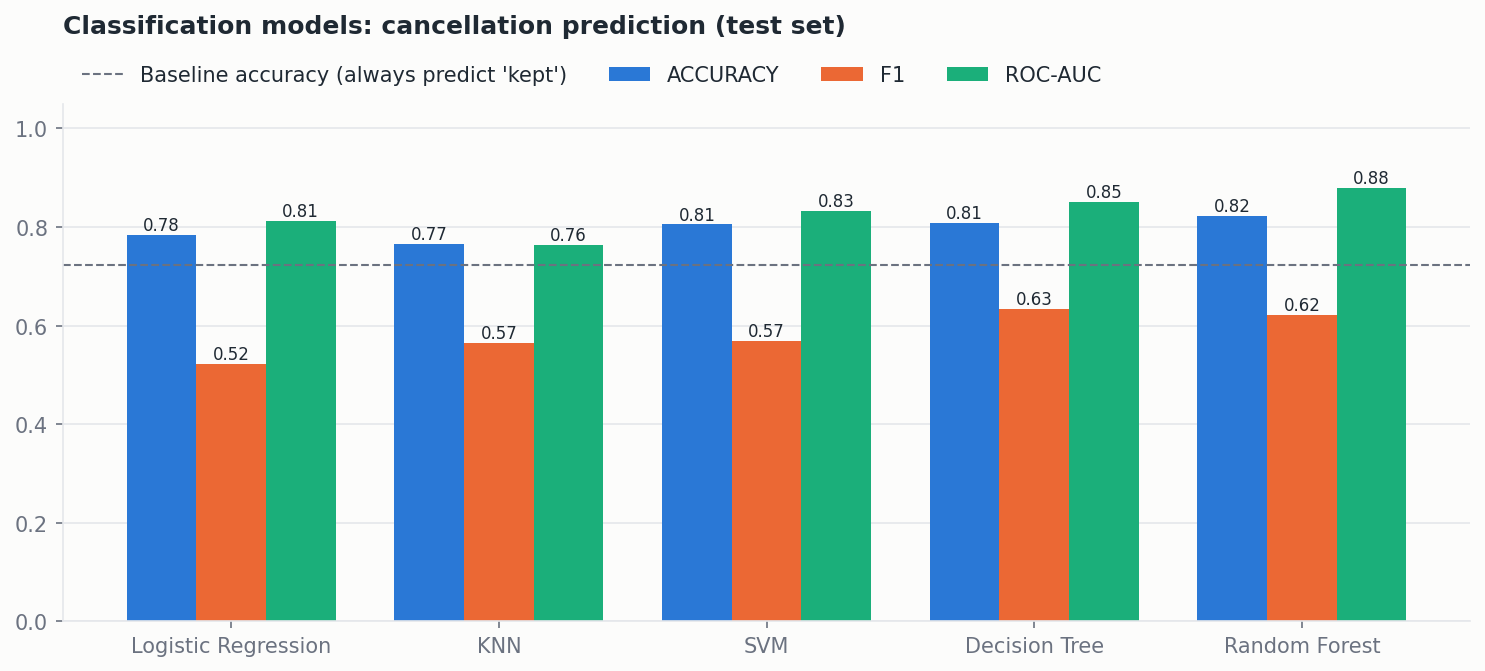 Classification models: cancellation prediction (test set)
Baseline accuracy (always predict 'kept') ACCURACY F1 ROC-AUC
1.0
0.8
0.6
0.4
0.2
0.0
0.78 0.52 0.81
0.77 0.57 0.76
0.81 0.57 0.83
0.81 0.63 0.85
0.82 0.62 0.88
Logistic Regression KNN SVM Decision Tree Random Forest